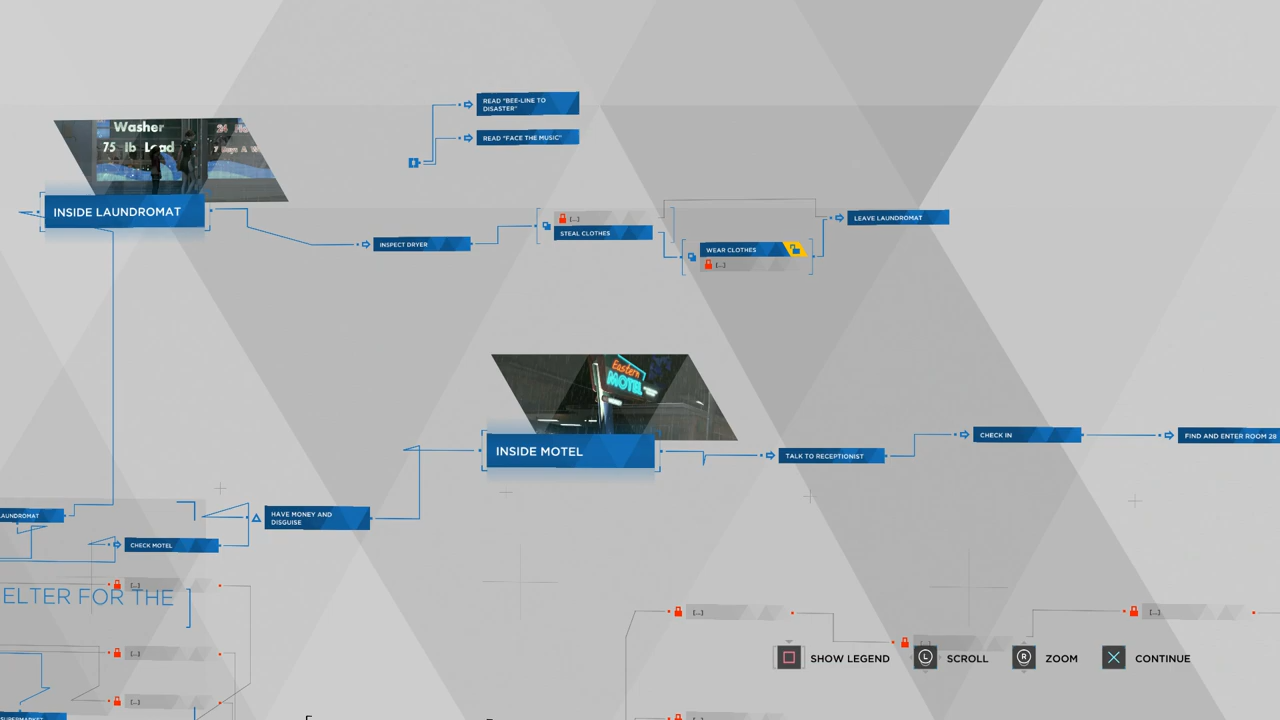 READ "BEE-LINE TO
DISASTER"
READ "FACE THE MUSIC"
Washer
75 lb Load
INSIDE LAUNDROMAT
INSPECT DRYER
[...]
STEAL CLOTHES
WEAR CLOTHES
[...]
LEAVE LAUNDROMAT
Eastern
MOTEL
INSIDE MOTEL
TALK TO RECEPTIONIST
CHECK IN
FIND AND ENTER ROOM 28
AUNDROMAT
HAVE MONEY AND
DISGUISE
CHECK MOTEL
[...]
ELTER FOR THE
[...]
[...]
[...]
[...]
[...]
SUPERMARKET
[...]
SHOW LEGEND
L
SCROLL
R
ZOOM
CONTINUE